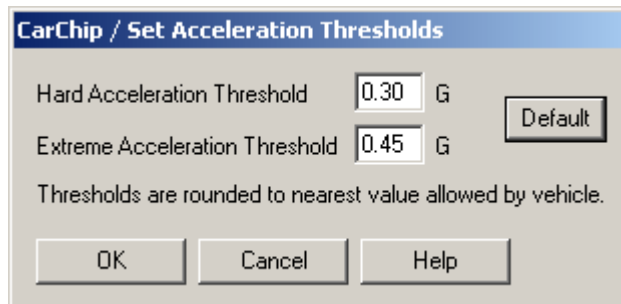 CarChip / Set Acceleration Thresholds
Hard Acceleration Threshold 0.30 G
Default
Extreme Acceleration Threshold 0.45 G
Thresholds are rounded to nearest value allowed by vehicle.
OK Cancel Help